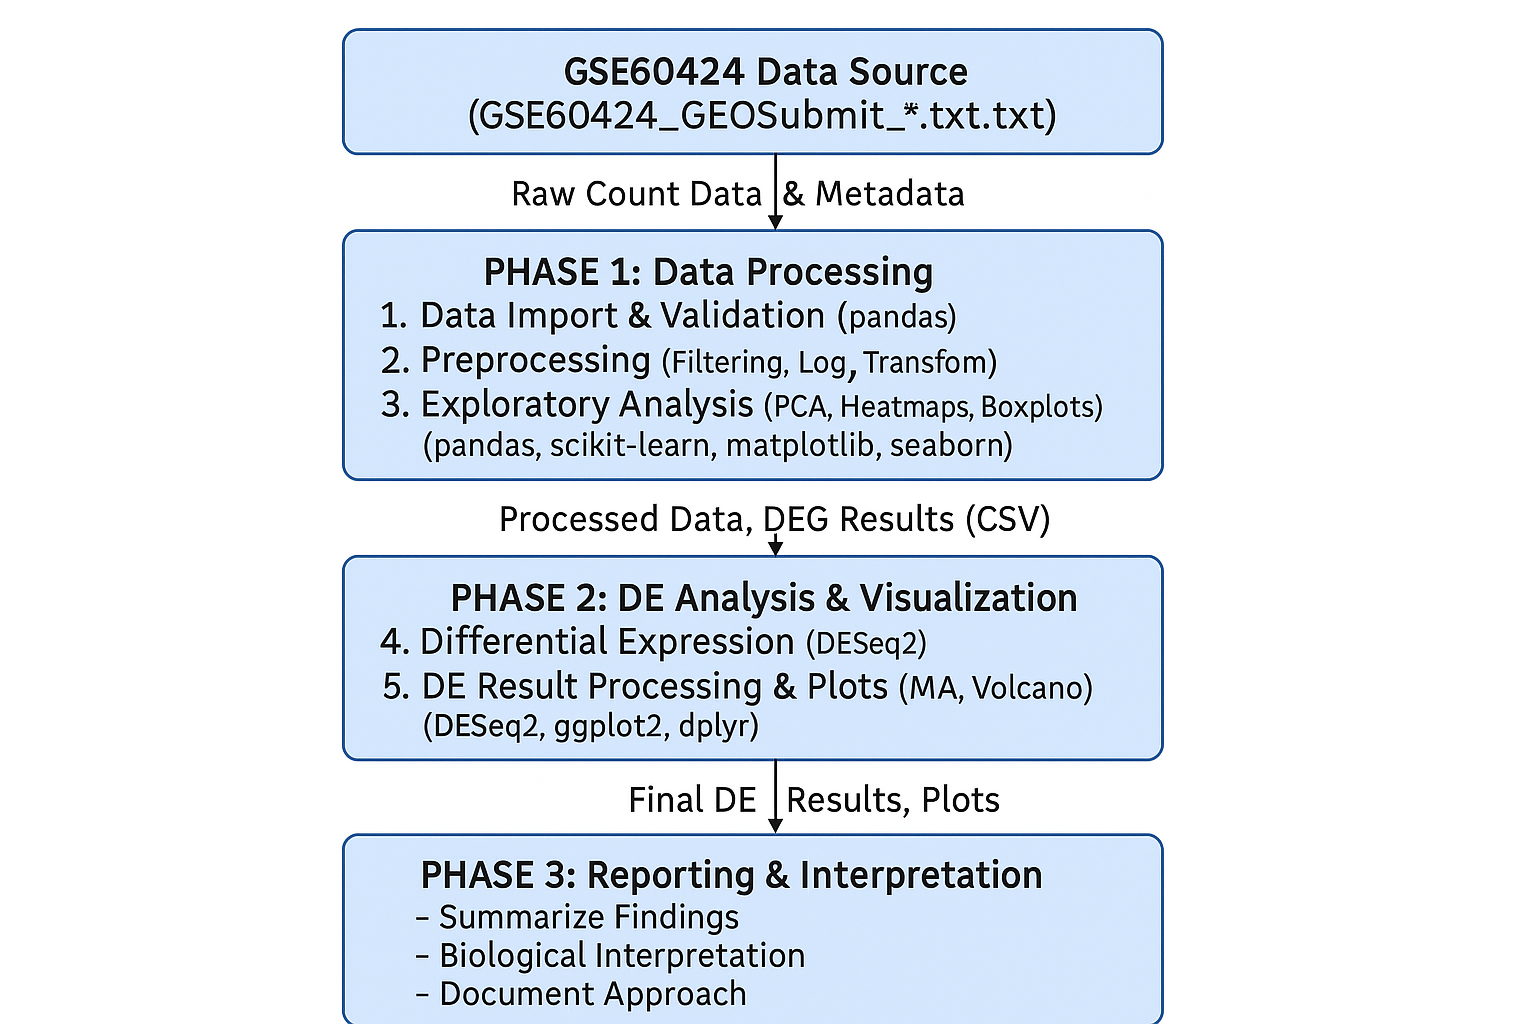 GSE60424 Data Source
(GSE60424_GEOSubmit_*.txt.txt)
Raw Count Data & Metadata
PHASE 1: Data Processing
1. Data Import & Validation (pandas)
2. Preprocessing (Filtering, Log, Transfom)
3. Exploratory Analysis (PCA, Heatmaps, Boxplots)
(pandas, scikit-learn, matplotlib, seaborn)
Processed Data, DEG Results (CSV)
PHASE 2: DE Analysis & Visualization
4. Differential Expression (DESeq2)
5. DE Result Processing & Plots (MA, Volcano)
(DESeq2, ggplot2, dplyr)
Final DE Results, Plots
PHASE 3: Reporting & Interpretation
– Summarize Findings
– Biological Interpretation
– Document Approach